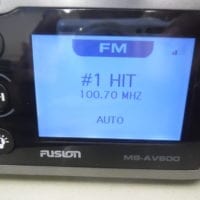 FM
#1 HIT
100.70 MHZ
AUTO
FUSION
MS-AV600